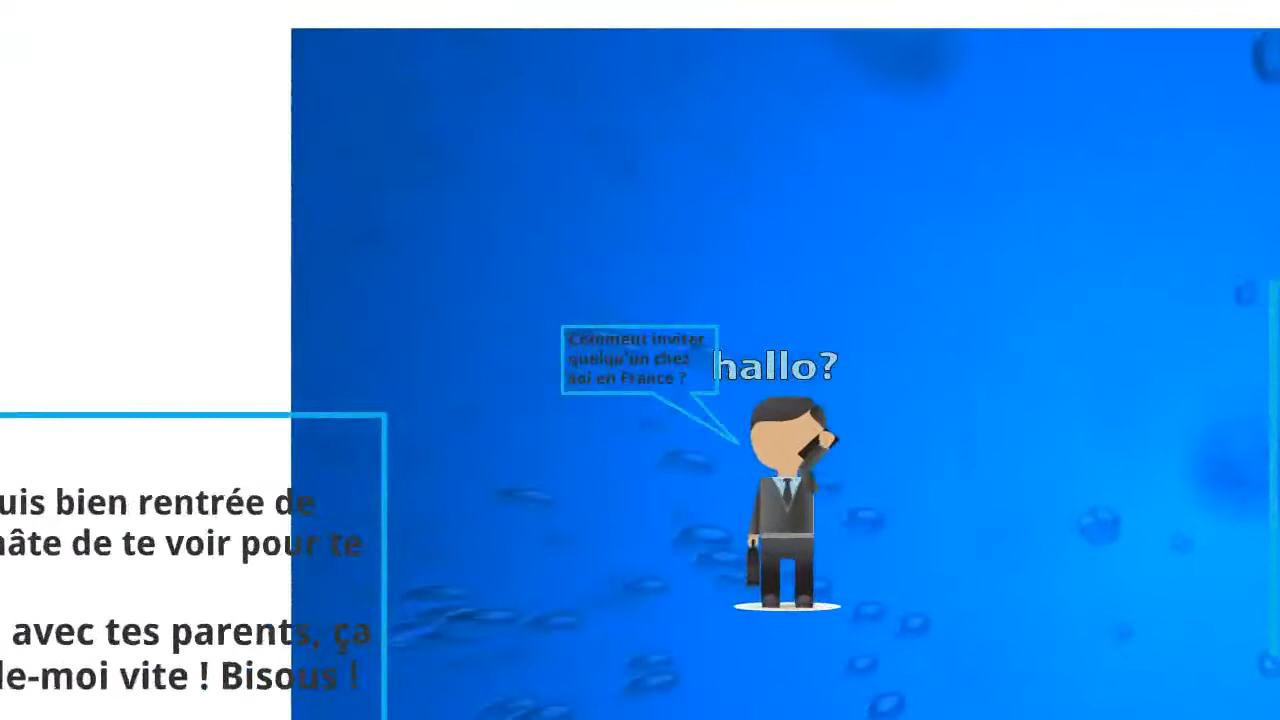 Comment inviter
quelqu'un chez
soi en France ?
hallo?
uis bien rentrée de
hâte de te voir pour te
avec tes parents, ça
le-moi vite ! Bisous !